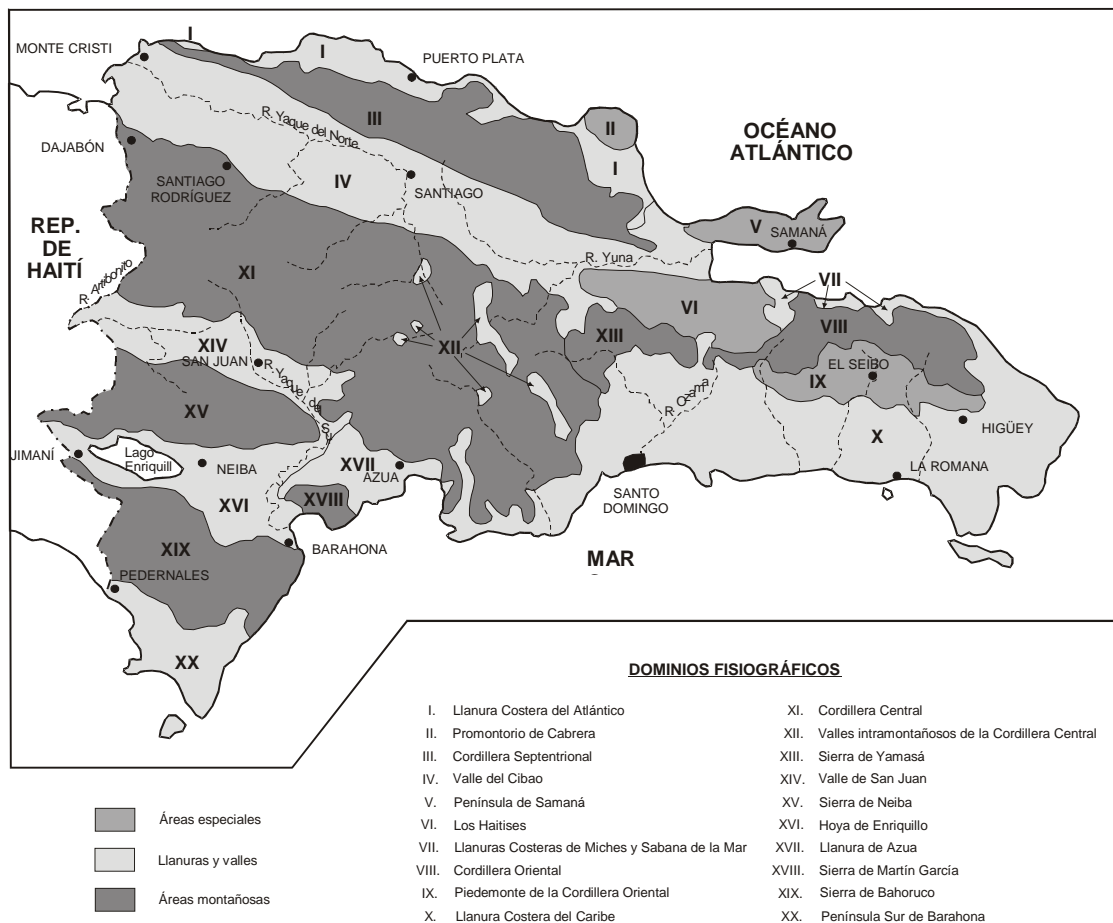 I
I
MONTE CRISTI
PUERTO PLATA
II
OCÉANO
ATLÁNTICO
R. Yaque del Norte
III
I
DAJABÓN
SANTIAGO
RODRÍGUEZ
IV
SANTIAGO
REP.
DE
HAITÍ
V
SAMANÁ
R. Yuna
R. Artibonito
XI
VII
VI
VIII
XIII
XII
XIV
SAN JUAN
R. Yaque del Sur
EL SEIBO
IX
R. Ozama
XV
X
HIGÜEY
JIMANÍ
Lago
Enriquill
NEIBA
XVII
AZUA
LA ROMANA
XVI
XVIII
SANTO
DOMINGO
BARAHONA
MAR
XIX
PEDERNALES
XX
DOMINIOS FISIOGRÁFICOS
I. Llanura Costera del Atlántico
II. Promontorio de Cabrera
III. Cordillera Septentrional
IV. Valle del Cibao
V. Península de Samaná
VI. Los Haitises
VII. Llanuras Costeras de Miches y Sabana de la Mar
VIII. Cordillera Oriental
IX. Piedemonte de la Cordillera Oriental
X. Llanura Costera del Caribe
XI. Cordillera Central
XII. Valles intramontañosos de la Cordillera Central
XIII. Sierra de Yamasá
XIV. Valle de San Juan
XV. Sierra de Neiba
XVI. Hoya de Enriquillo
XVII. Llanura de Azua
XVIII. Sierra de Martín García
XIX. Sierra de Bahoruco
XX. Península Sur de Barahona
Áreas especiales
Llanuras y valles
Áreas montañosas